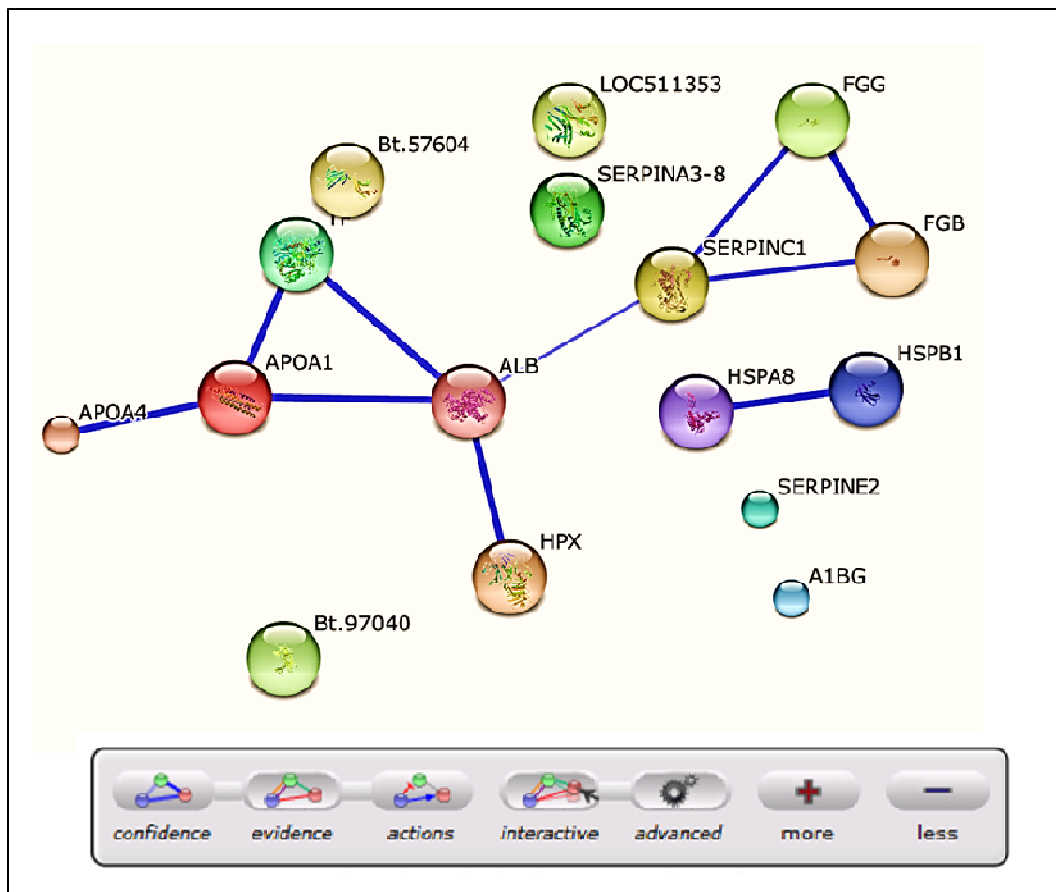 LOC511353
FGG
Bt.57604
SERPINA3-8
FGB
SERPINC1
APOA1
ALB
HSPB1
HSPA8
APOA4
SERPINE2
HPX
A1BG
Bt.97040
confidence evidence actions interactive advanced more less